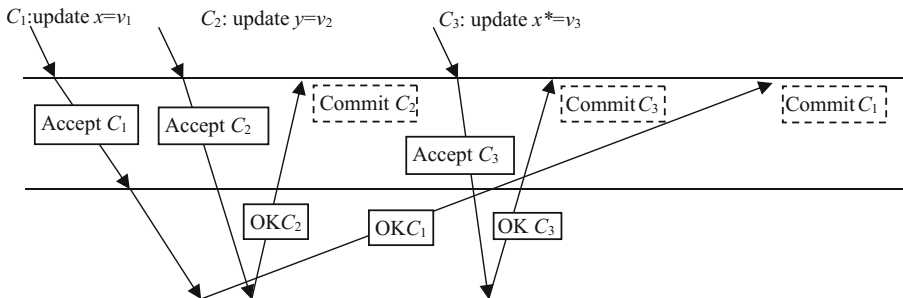 C₁:update x=v₁
C₂: update y=v₂
C₃: update x*=v₃
Commit C₂
Commit C₃
Commit C₁
Accept C₁
Accept C₂
Accept C₃
OKC₂
OKC₁
OK C₃